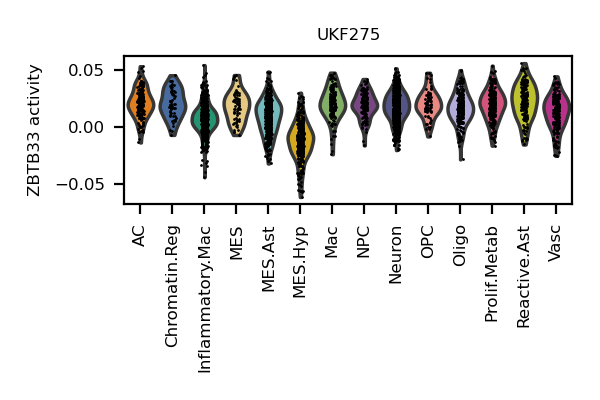 UKF275
ZBTB33 activity
0.05
0.00
−0.05
AC
Chromatin.Reg
Inflammatory.Mac
MES
MES.Ast
MES.Hyp
Mac
NPC
Neuron
OPC
Oligo
Prolif.Metab
Reactive.Ast
Vasc